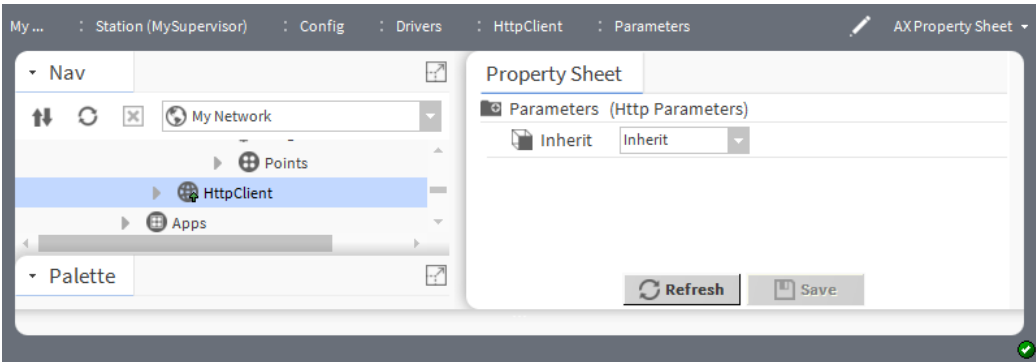 My ... : Station (MySupervisor) : Config : Drivers : HttpClient : Parameters AX Property Sheet
Nav
My Network
Points
HttpClient
Apps
Palette
Property Sheet
Parameters (Http Parameters)
Inherit Inherit
Refresh Save